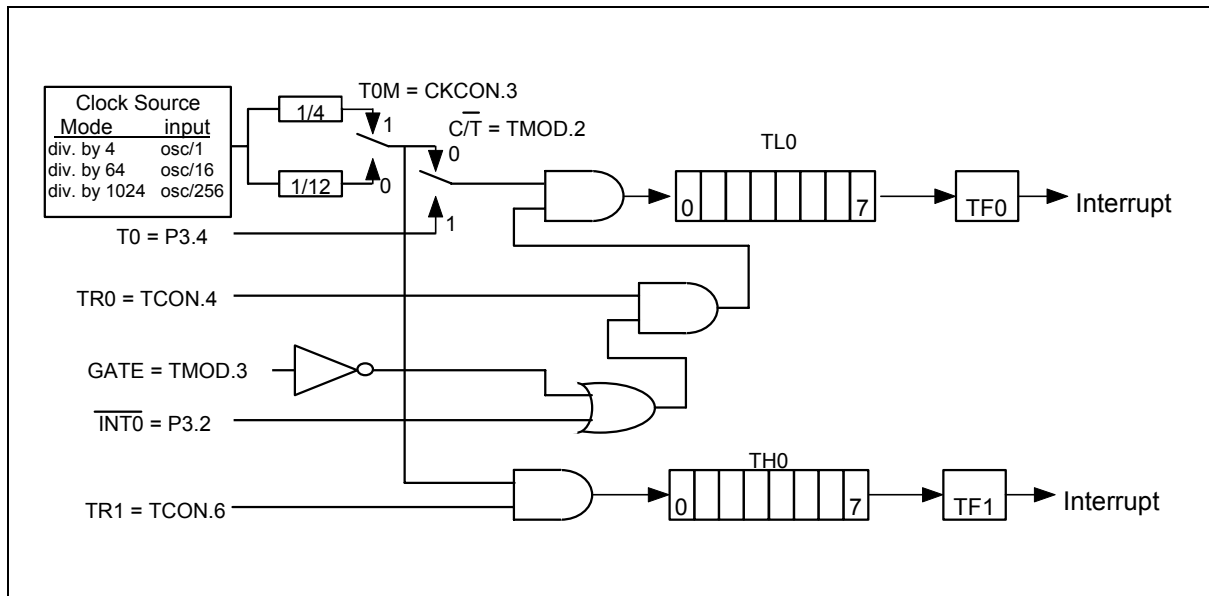 Clock Source
Mode input
div. by 4 osc/1
div. by 64 osc/16
div. by 1024 osc/256
1/4
1/12
T0M = CKCON.3
1
0
C/T̅ = TMOD.2
0
1
T0 = P3.4
TL0
0 7
TF0
Interrupt
TR0 = TCON.4
GATE = TMOD.3
I̅N̅T̅0̅ = P3.2
TR1 = TCON.6
TH0
0 7
TF1
Interrupt